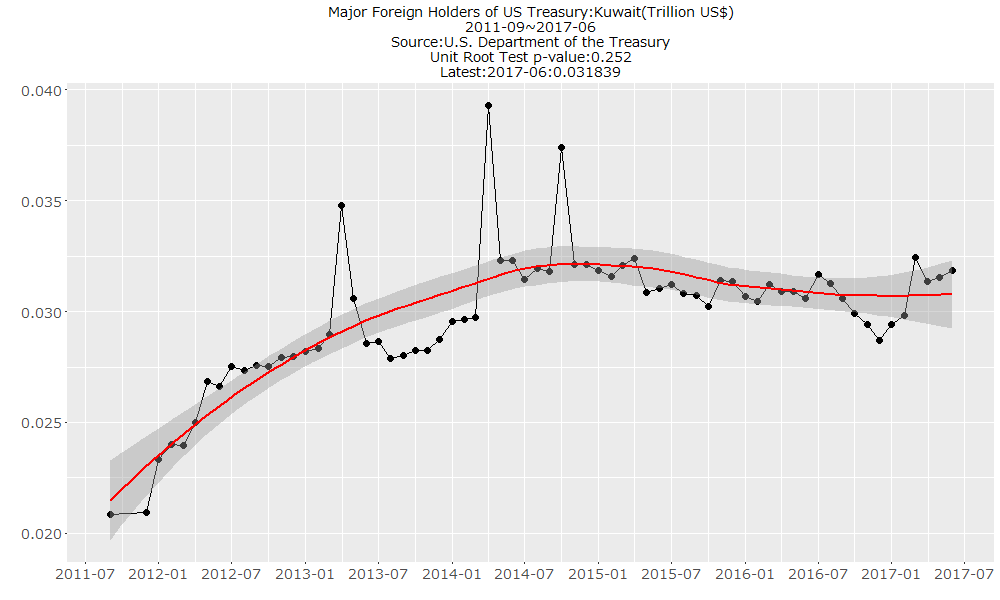 Major Foreign Holders of US Treasury:Kuwait(Trillion US$)
2011-09~2017-06
Source:U.S. Department of the Treasury
Unit Root Test p-value:0.252
Latest:2017-06:0.031839
0.040
0.035
0.030
0.025
0.020
2011-07 2012-01 2012-07 2013-01 2013-07 2014-01 2014-07 2015-01 2015-07 2016-01 2016-07 2017-01 2017-07